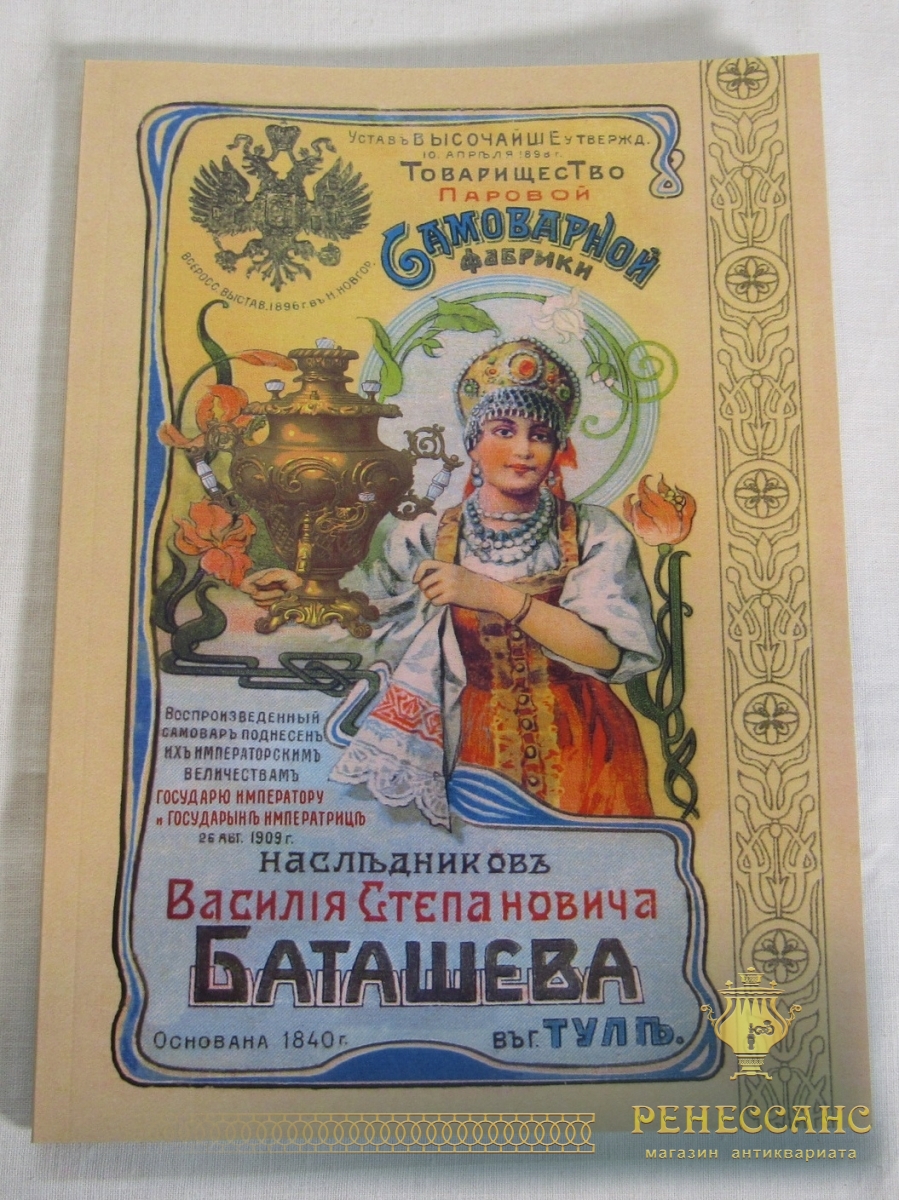 Уставъ ВЫСОЧАЙШЕ утвержд.
10. АПРѢЛЯ 1898 г.
Товарищество
Паровой
Самоварной
фабрики
Всеросс. выстав. 1896 г. въ Н. Новгор.
Воспроизведенный
самоваръ поднесенъ
ихъ императорскимъ
величествамъ
Государю императору
и Государынѣ императрицѣ
26 авг. 1909 г.
Наслѣдниковъ
Василія Степановича
Баташева
Основана 1840 г. въ г. Тулѣ.
РЕНЕССАНС
магазин антиквариата